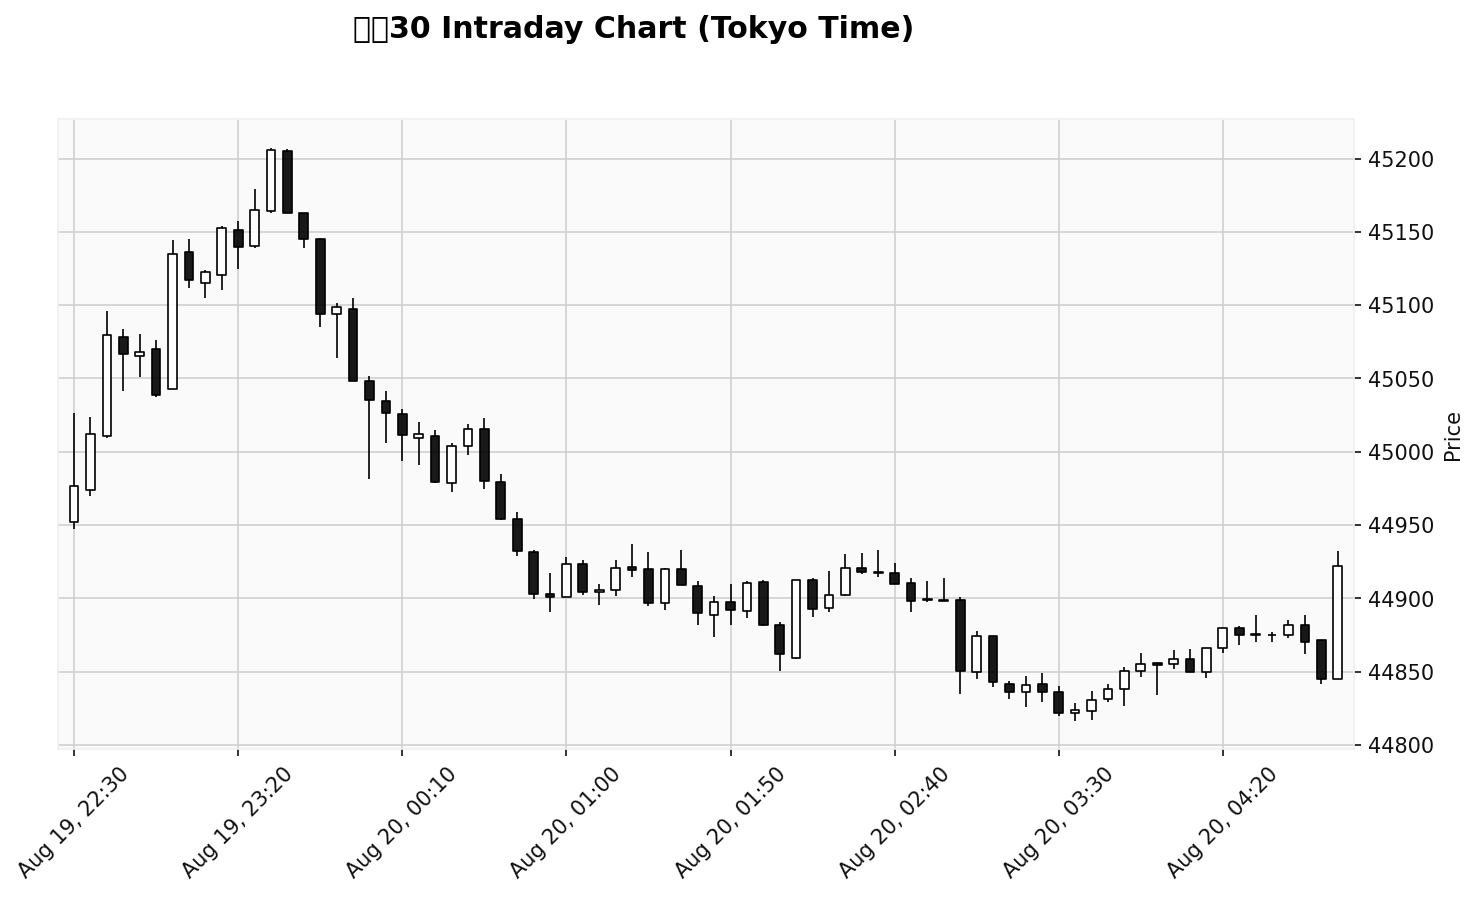 30 Intraday Chart (Tokyo Time)
45200
45150
45100
45050
45000
44950
44900
44850
44800
Price
Aug 19, 22:30
Aug 19, 23:20
Aug 20, 00:10
Aug 20, 01:00
Aug 20, 01:50
Aug 20, 02:40
Aug 20, 03:30
Aug 20, 04:20